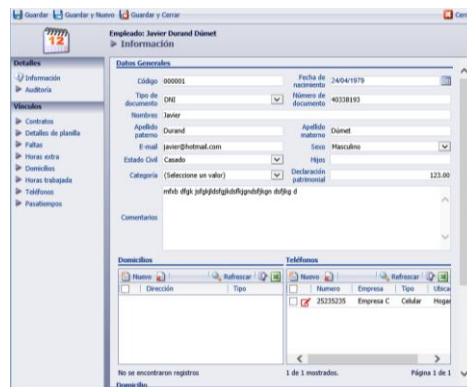 Guardar Guardar y Nuevo Guardar y Cerrar Cerr
12
Empleado: Javier Durand Dúmet
Información
Detalles
Información
Auditoría
Vínculos
Contratos
Detalles de planilla
Faltas
Horas extra
Domicilios
Horas trabajada
Teléfonos
Pasatiempos
Datos Generales
Código 000001 Fecha de nacimiento 24/04/1979
Tipo de documento DNI Número de documento 40338193
Nombres Javier
Apellido paterno Durand Apellido materno Dúmet
E-mail javier@hotmail.com Sexo Masculino
Estado Civil Casado Hijos
Categoría (Seleccione un valor) Declaración patrimonial 123.00
Comentarios
Domicilios
Nuevo Refrescar
Dirección Tipo
No se encontraron registros
Teléfonos
Nuevo Refrescar
Numero Empresa Tipo Ubica
25235235 Empresa C Celular Hogar
1 de 1 mostrados. Página 1 de 1
Domicilio